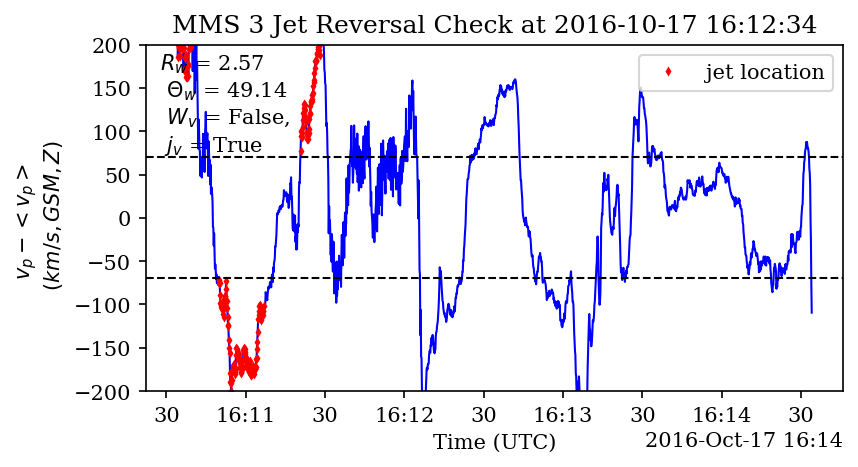 MMS 3 Jet Reversal Check at 2016-10-17 16:12:34
R_w = 2.57
Θ_w = 49.14
W_v = False,
j_v = True
jet location
v_p − <v_p>
(km/s, GSM, Z)
200
150
100
50
0
−50
−100
−150
−200
30 16:11 30 16:12 30 16:13 30 16:14 30
Time (UTC)
2016-Oct-17 16:14